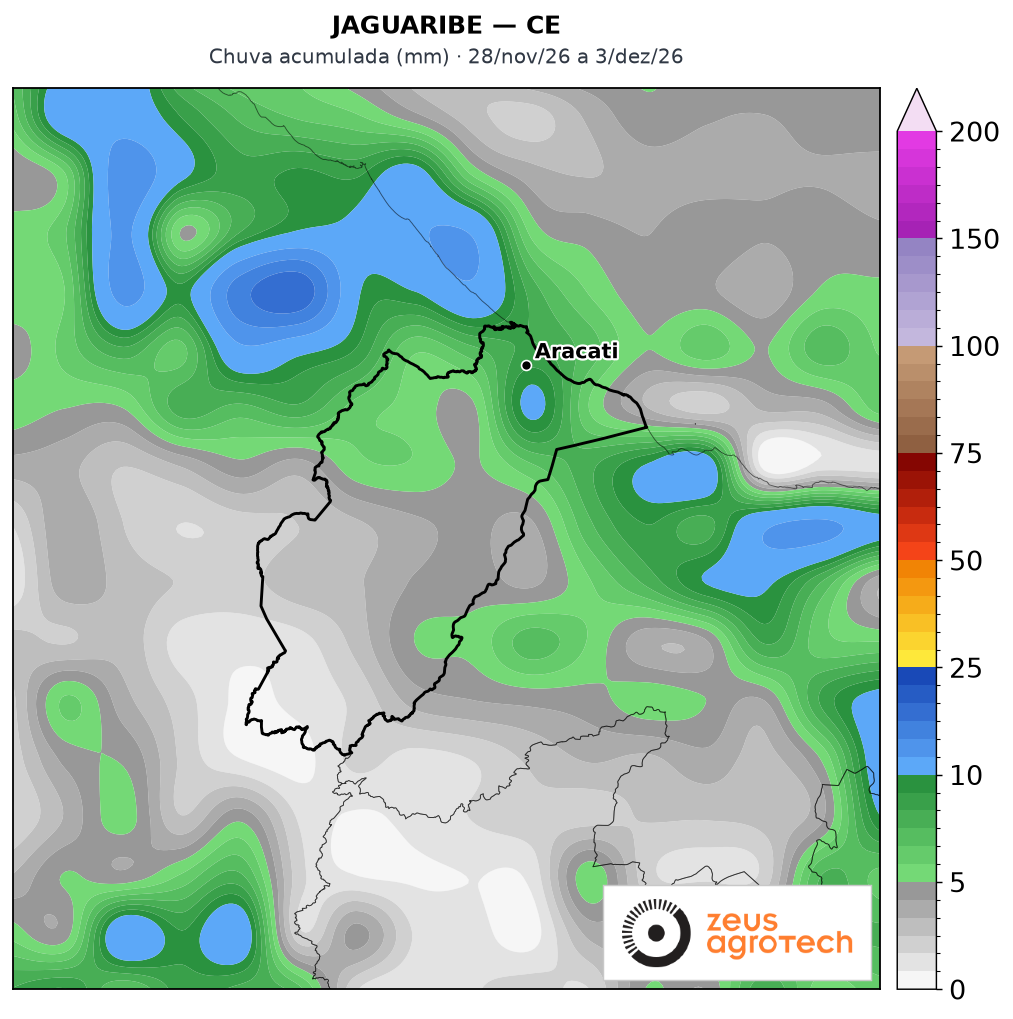 JAGUARIBE — CE
Chuva acumulada (mm) · 28/nov/26 a 3/dez/26
Aracati
200
150
100
75
50
25
10
5
0
zeus
agrotech